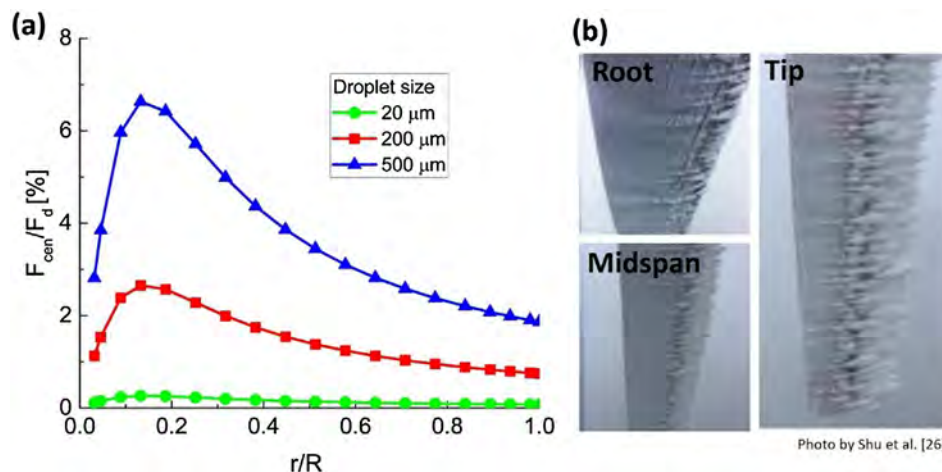 (a)
8
6
4
2
0
F_cen/F_d [%]
Droplet size
20 μm
200 μm
500 μm
0.0 0.2 0.4 0.6 0.8 1.0
r/R
(b)
Root
Tip
Midspan
Photo by Shu et al. [26